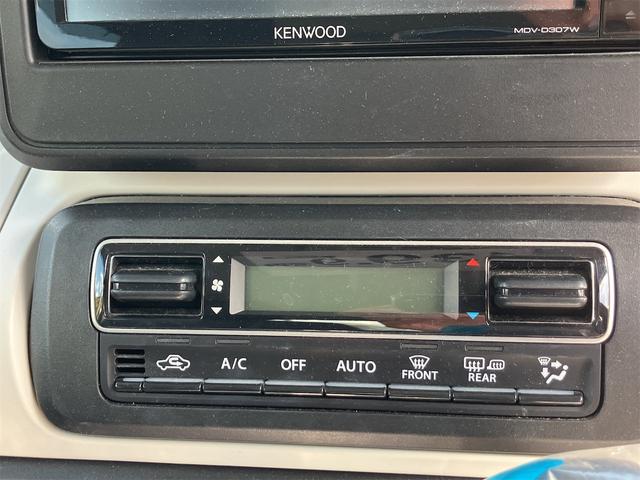 KENWOOD MDV-D307W
A/C OFF AUTO FRONT REAR